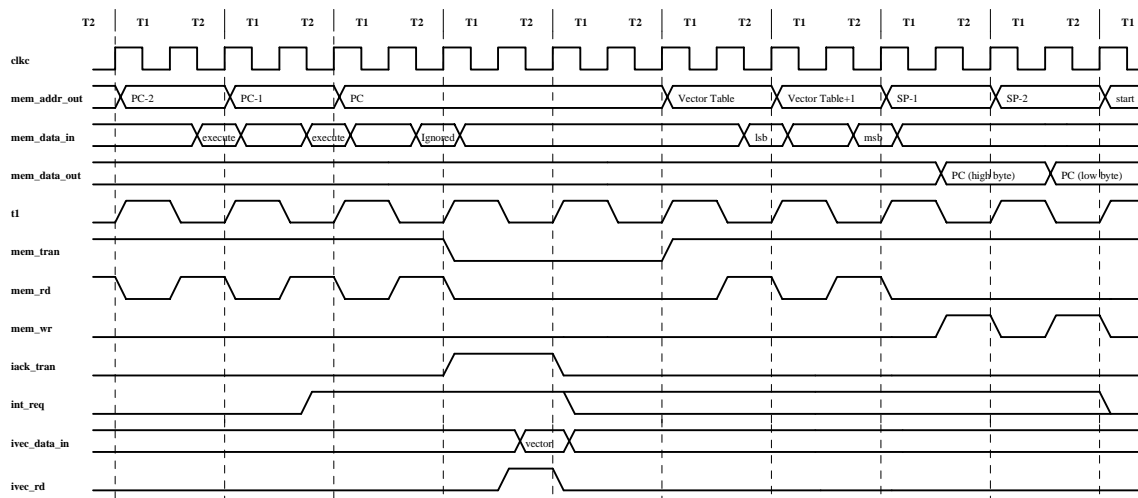 T2 T1 T2 T1 T2 T1 T2 T1 T2 T1 T2 T1 T2 T1 T2 T1 T2 T1 T2 T1
clkc
mem_addr_out PC-2 PC-1 PC Vector Table Vector Table+1 SP-1 SP-2 start
mem_data_in execute execute Ignored lsb msb
mem_data_out PC (high byte) PC (low byte)
t1
mem_tran
mem_rd
mem_wr
iack_tran
int_req
ivec_data_in vector
ivec_rd